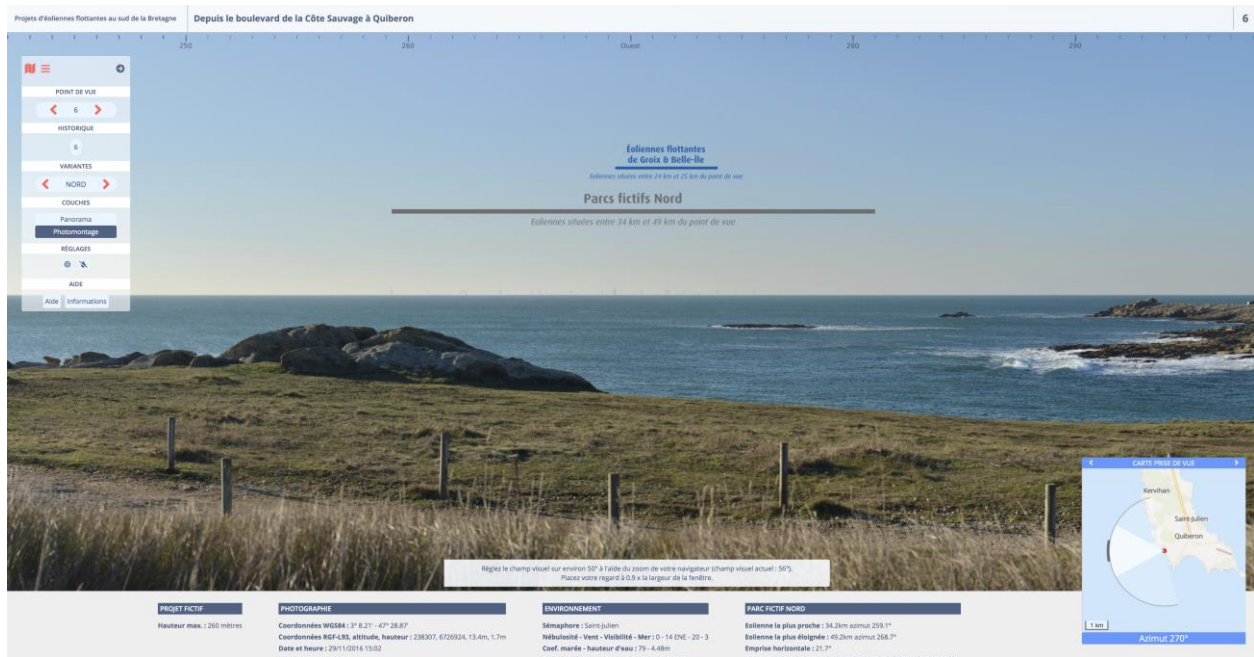 Projets d'éoliennes flottantes au sud de la Bretagne
Depuis le boulevard de la Côte Sauvage à Quiberon
6
250
260
Ouest
280
290
POINT DE VUE
6
HISTORIQUE
6
VARIANTES
NORD
COUCHES
Panorama
Photomontage
RÉGLAGES
AIDE
Aide
Informations
Éoliennes flottantes
de Groix & Belle-Île
Eoliennes situées entre 24 km et 25 km du point de vue
Parcs fictifs Nord
Eoliennes situées entre 34 km et 49 km du point de vue
Réglez le champ visuel sur environ 50° à l'aide du zoom de votre navigateur (champ visuel actuel : 56°).
Placez votre regard à 0.9 x la largeur de la fenêtre.
CARTE PRISE DE VUE
Kervihan
Saint-Julien
Quiberon
1 km
Azimut 270°
PROJET FICTIF
Hauteur max. : 260 mètres
PHOTOGRAPHIE
Coordonnées WGS84 : 3° 8.21' - 47° 28.87'
Coordonnées RGF-L93, altitude, hauteur : 238307, 6726924, 13.4m, 1.7m
Date et heure : 29/11/2016 15:02
ENVIRONNEMENT
Sémaphore : Saint-Julien
Nébulosité - Vent - Visibilité - Mer : 0 - 14 ENE - 20 - 3
Coef. marée - hauteur d'eau : 79 - 4.48m
PARC FICTIF NORD
Eolienne la plus proche : 34.2km azimut 259.1°
Eolienne la plus éloignée : 49.2km azimut 268.7°
Emprise horizontale : 21.7°